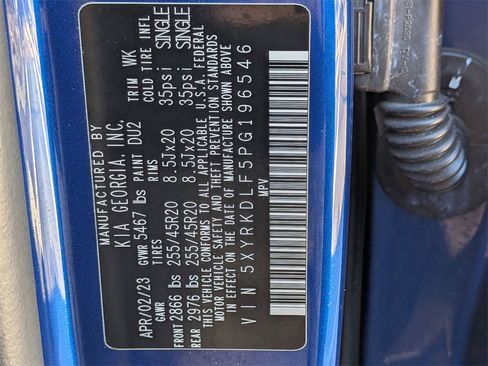 MANUFACTURED BY
KIA GEORGIA, INC.
APR/02/23 GVWR 5467 lbs PAINT DU2 TRIM WK
GAWR TIRES RIMS COLD TIRE INFL
FRONT 2866 lbs 255/45R20 8.5Jx20 35psi SINGLE
REAR 2976 lbs 255/45R20 8.5Jx20 35psi SINGLE
THIS VEHICLE CONFORMS TO ALL APPLICABLE U.S.A. FEDERAL
MOTOR VEHICLE SAFETY AND THEFT PREVENTION STANDARDS
IN EFFECT ON THE DATE OF MANUFACTURE SHOWN ABOVE
VIN 5XYRKDLF5PG196546
MPV